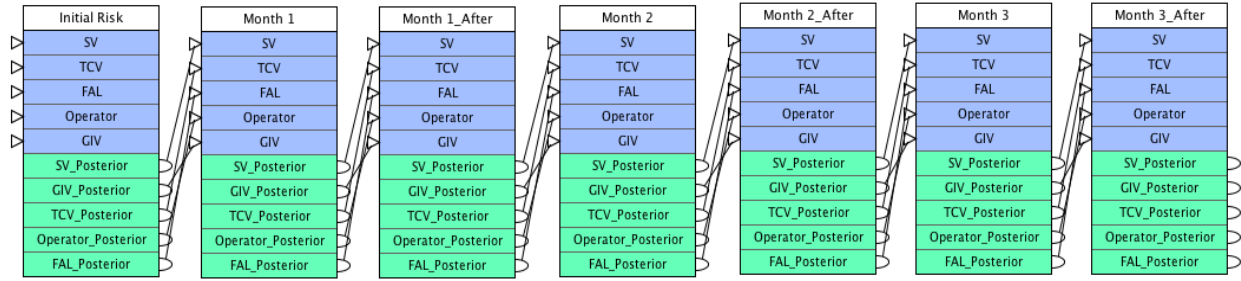 Initial Risk
SV
TCV
FAL
Operator
GIV
SV_Posterior
GIV_Posterior
TCV_Posterior
Operator_Posterior
FAL_Posterior
Month 1
SV
TCV
FAL
Operator
GIV
SV_Posterior
GIV_Posterior
TCV_Posterior
Operator_Posterior
FAL_Posterior
Month 1_After
SV
TCV
FAL
Operator
GIV
SV_Posterior
GIV_Posterior
TCV_Posterior
Operator_Posterior
FAL_Posterior
Month 2
SV
TCV
FAL
Operator
GIV
SV_Posterior
GIV_Posterior
TCV_Posterior
Operator_Posterior
FAL_Posterior
Month 2_After
SV
TCV
FAL
Operator
GIV
SV_Posterior
GIV_Posterior
TCV_Posterior
Operator_Posterior
FAL_Posterior
Month 3
SV
TCV
FAL
Operator
GIV
SV_Posterior
GIV_Posterior
TCV_Posterior
Operator_Posterior
FAL_Posterior
Month 3_After
SV
TCV
FAL
Operator
GIV
SV_Posterior
GIV_Posterior
TCV_Posterior
Operator_Posterior
FAL_Posterior